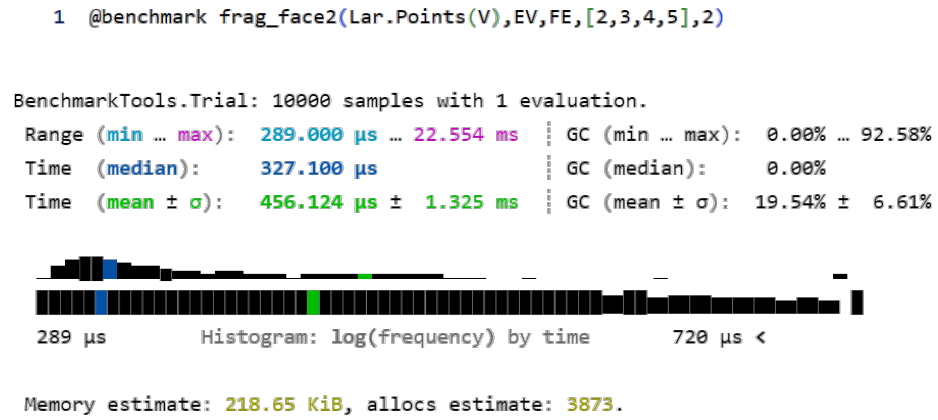 1 @benchmark frag_face2(Lar.Points(V),EV,FE,[2,3,4,5],2)
BenchmarkTools.Trial: 10000 samples with 1 evaluation.
Range (min … max): 289.000 μs … 22.554 ms ┊ GC (min … max): 0.00% … 92.58%
Time (median): 327.100 μs ┊ GC (median): 0.00%
Time (mean ± σ): 456.124 μs ± 1.325 ms ┊ GC (mean ± σ): 19.54% ± 6.61%
289 μs Histogram: log(frequency) by time 720 μs <
Memory estimate: 218.65 KiB, allocs estimate: 3873.